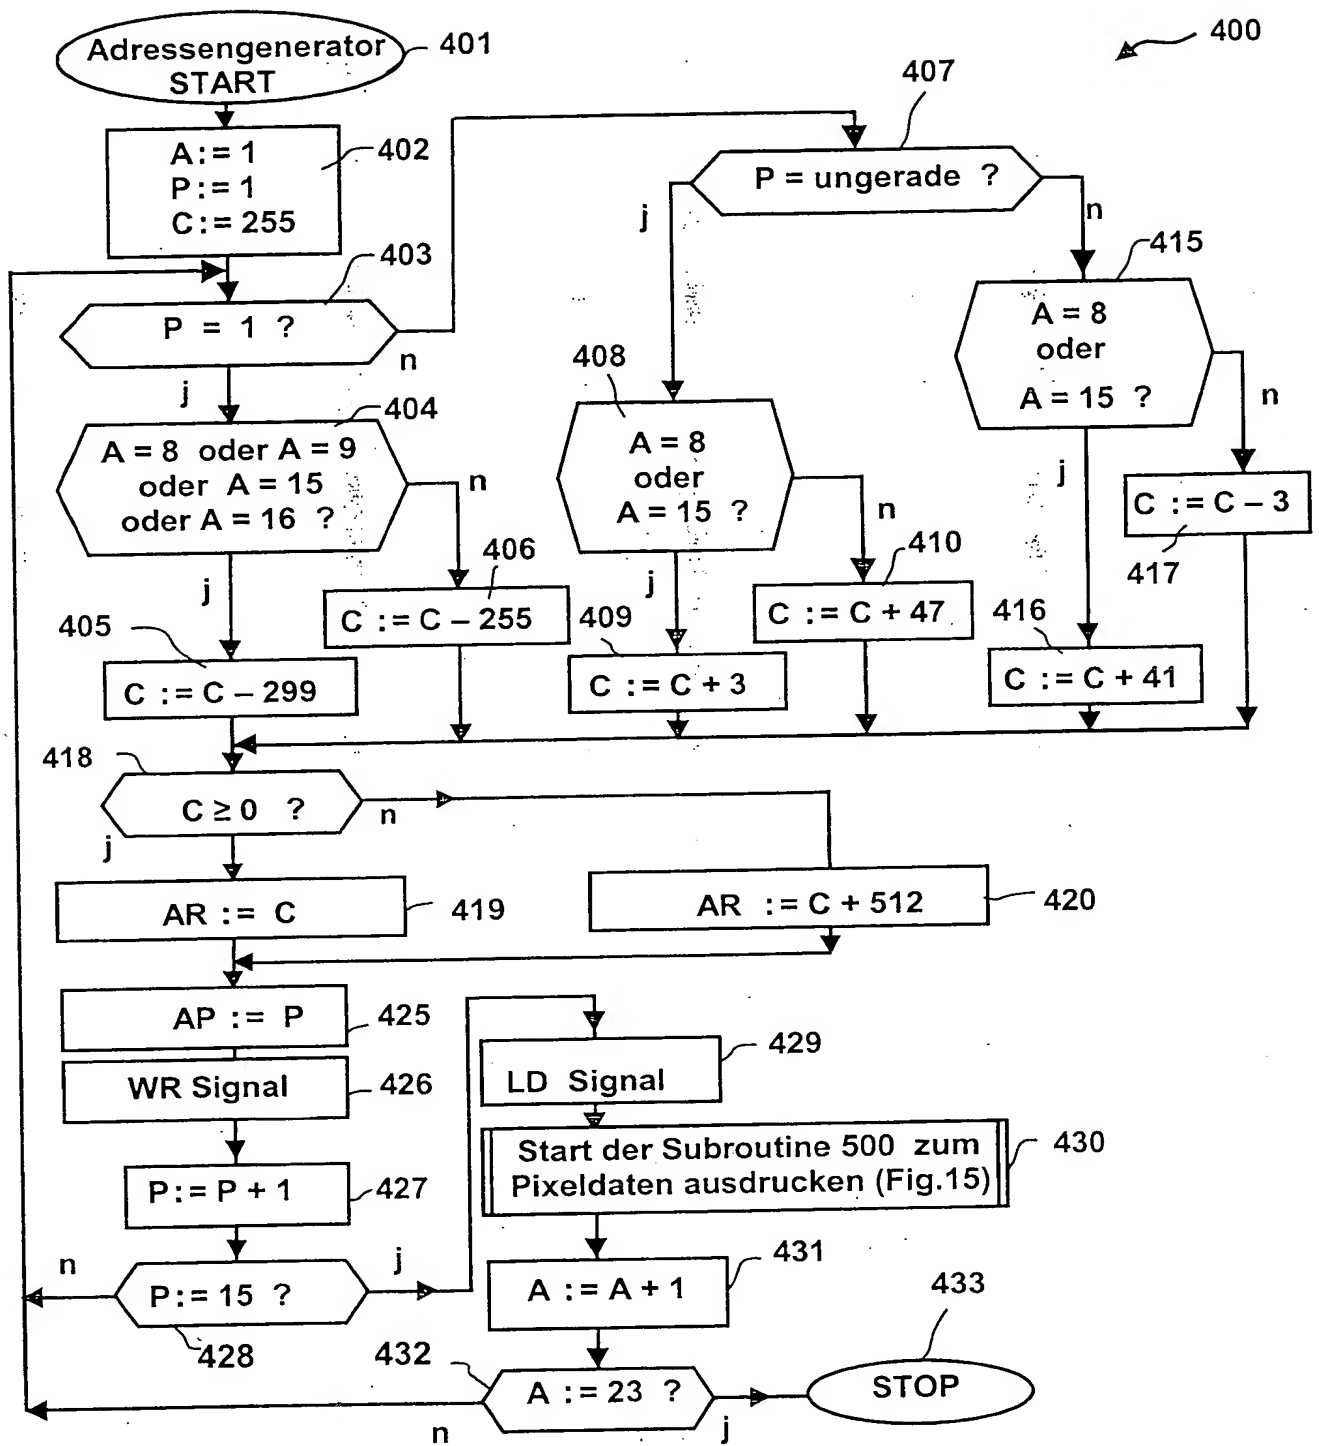 Adressengenerator
START
401
400
A:= 1
P:= 1
C:= 255
402
407
P = ungerade ?
j
n
403
P = 1 ?
n
j
415
A = 8
oder
A = 15 ?
n
j
408
A = 8
oder
A = 15 ?
n
j
404
A = 8 oder A = 9
oder A = 15
oder A = 16 ?
n
j
C := C – 3
417
406
C := C – 255
410
C := C + 47
405
C := C – 299
409
C := C + 3
416
C := C + 41
418
C ≥ 0 ?
n
j
AR := C
419
AR := C + 512
420
AP := P
425
WR Signal
426
P:= P + 1
427
n
P:= 15 ?
j
428
LD Signal
429
Start der Subroutine 500 zum
Pixeldaten ausdrucken (Fig.15)
430
A := A + 1
431
432
A := 23 ?
n
j
433
STOP